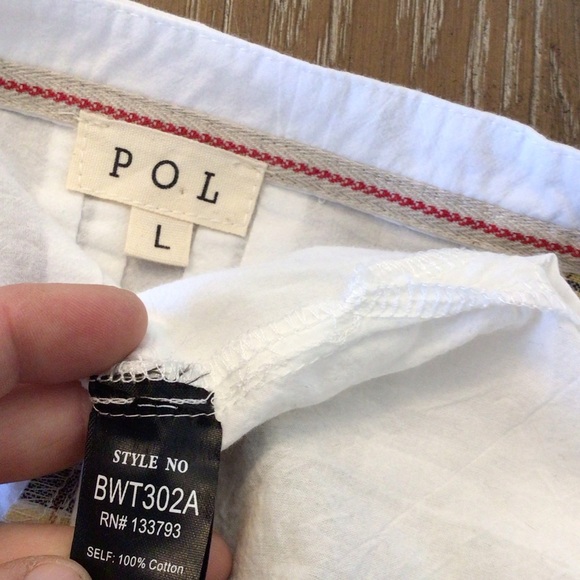 POL
L
STYLE NO
BWT302A
RN# 133793
SELF: 100% Cotton